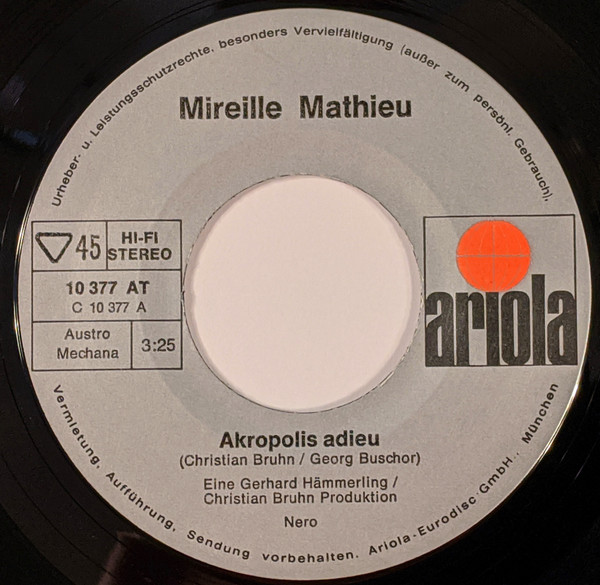 Urheber- u. Leistungsschutzrechte, besonders Vervielfältigung (außer zum persönl. Gebrauch),
Mireille Mathieu
45
HI-FI
STEREO
10 377 AT
C 10 377 A
Austro
Mechana
3:25
ariola
Akropolis adieu
(Christian Bruhn / Georg Buschor)
Eine Gerhard Hämmerling /
Christian Bruhn Produktion
Nero
Vermietung, Aufführung, Sendung vorbehalten. Ariola-Eurodisc GmbH., München